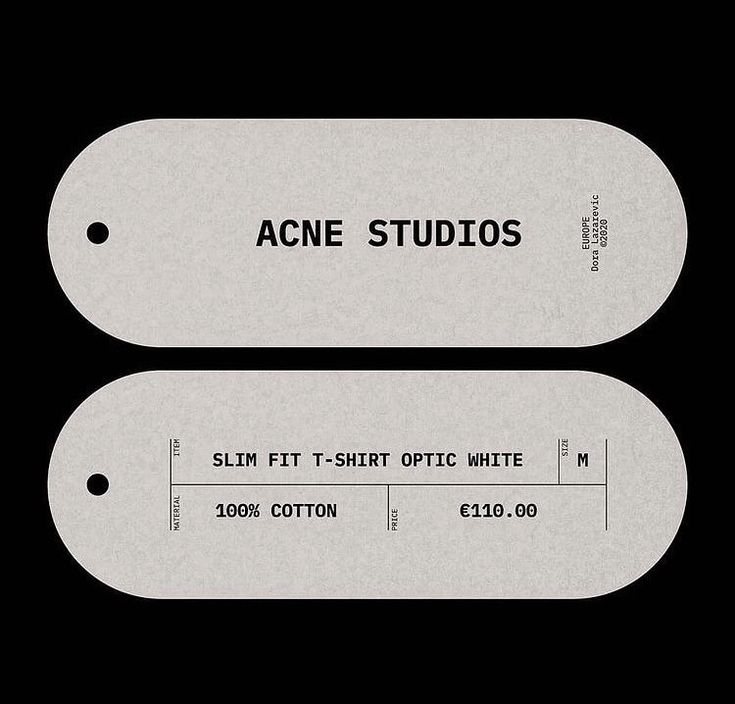 ACNE STUDIOS
EUROPE
Dora Lazarevic
©2020
ITEM
SLIM FIT T-SHIRT OPTIC WHITE
SIZE
M
MATERIAL
100% COTTON
PRICE
€110.00